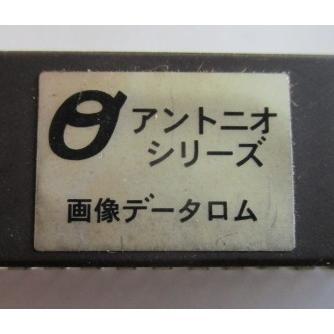 アントニオ
シリーズ
画像データロム